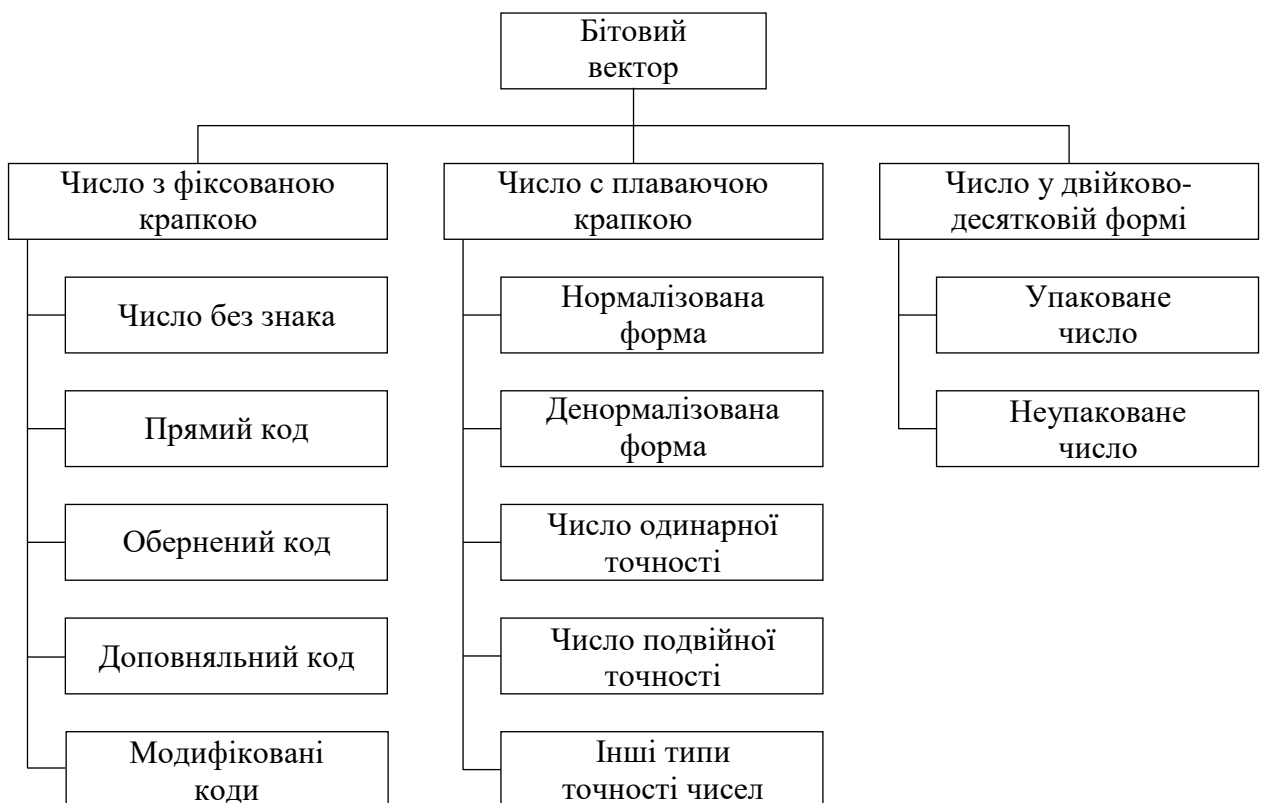 Бітовий
вектор
Число з фіксованою
крапкою
Число без знака
Прямий код
Обернений код
Доповняльний код
Модифіковані
коди
Число с плаваючою
крапкою
Нормалізована
форма
Денормалізована
форма
Число одинарної
точності
Число подвійної
точності
Інші типи
точності чисел
Число у двійково-
десятковій формі
Упаковане
число
Неупаковане
число